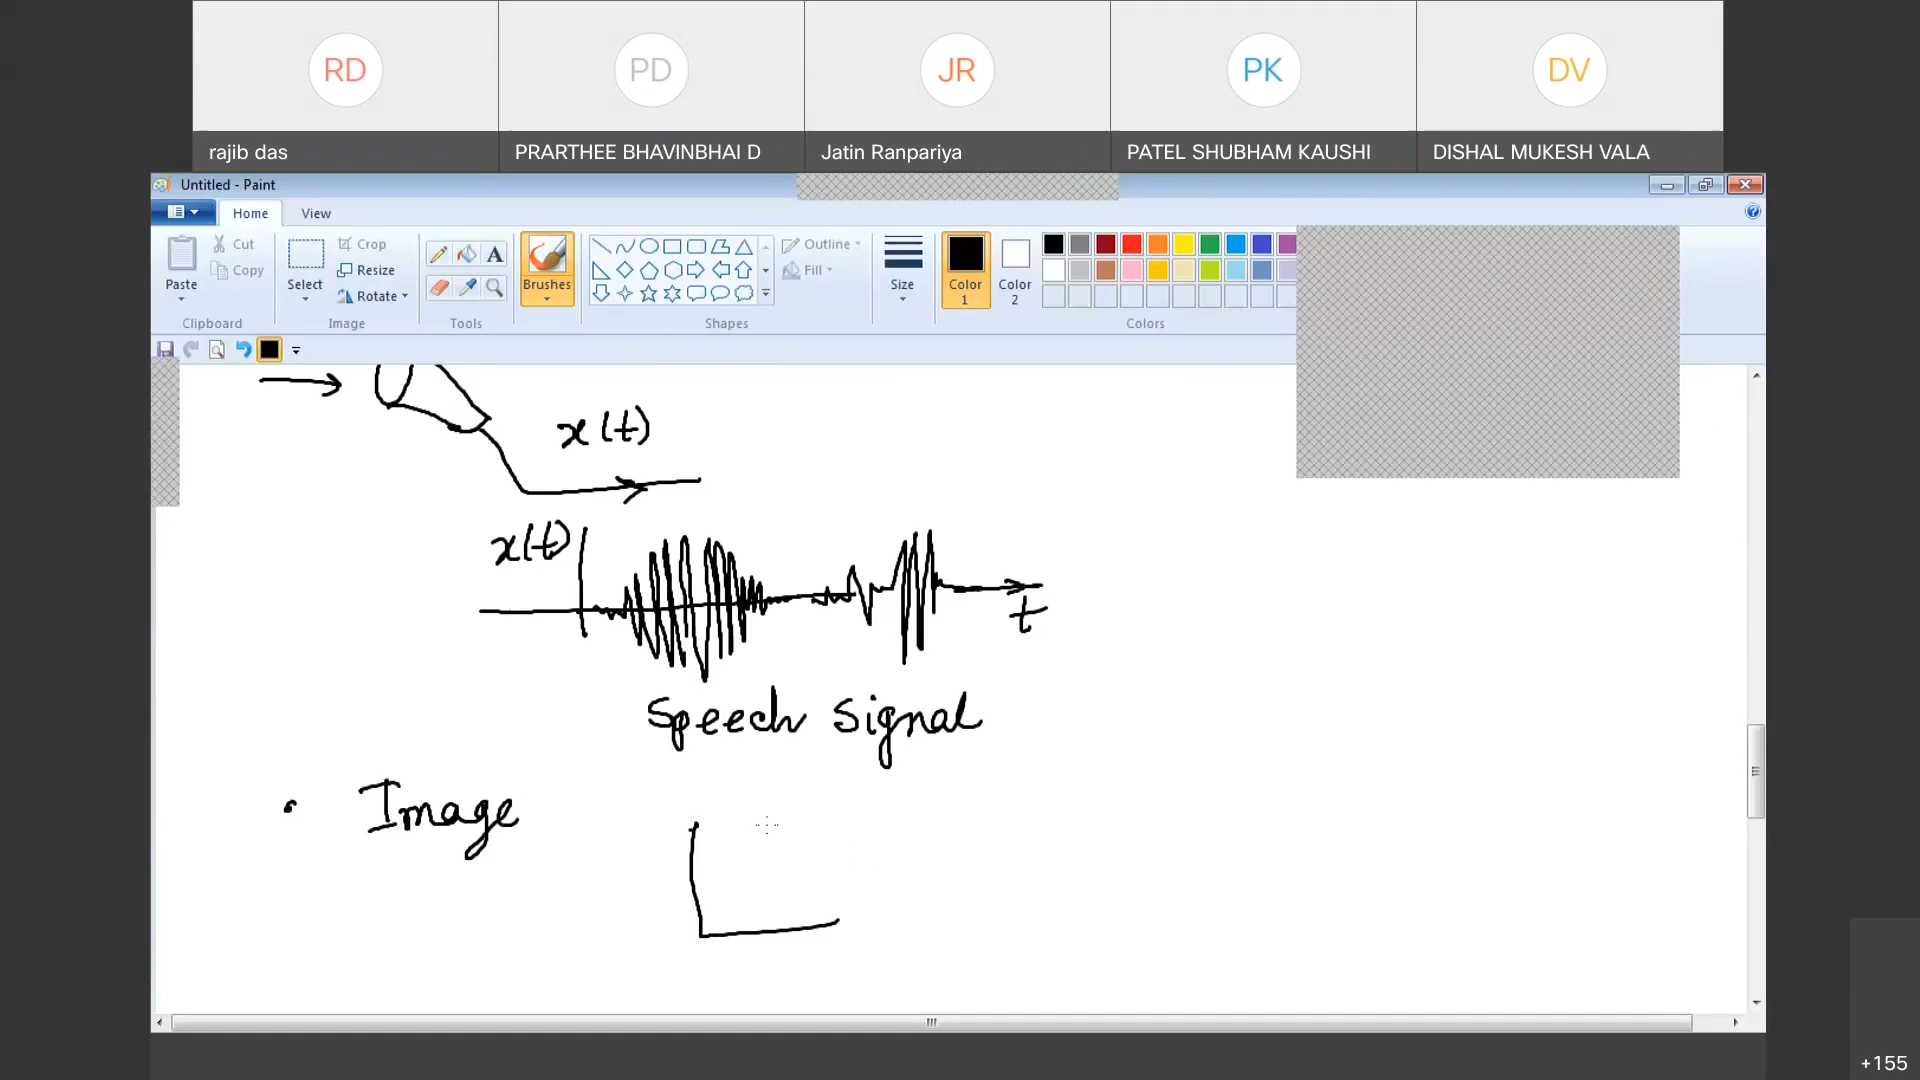 RD PD JR PK DV
rajib das PRARTHEE BHAVINBHAI D Jatin Ranpariya PATEL SHUBHAM KAUSHI DISHAL MUKESH VALA
Untitled - Paint
Home View
Paste Cut Copy Select Crop Resize Rotate A Brushes Outline Fill Size Color 1 Color 2
Clipboard Image Tools Shapes Colors
x(t)
x(t)
t
Speech Signal
• Image
+155